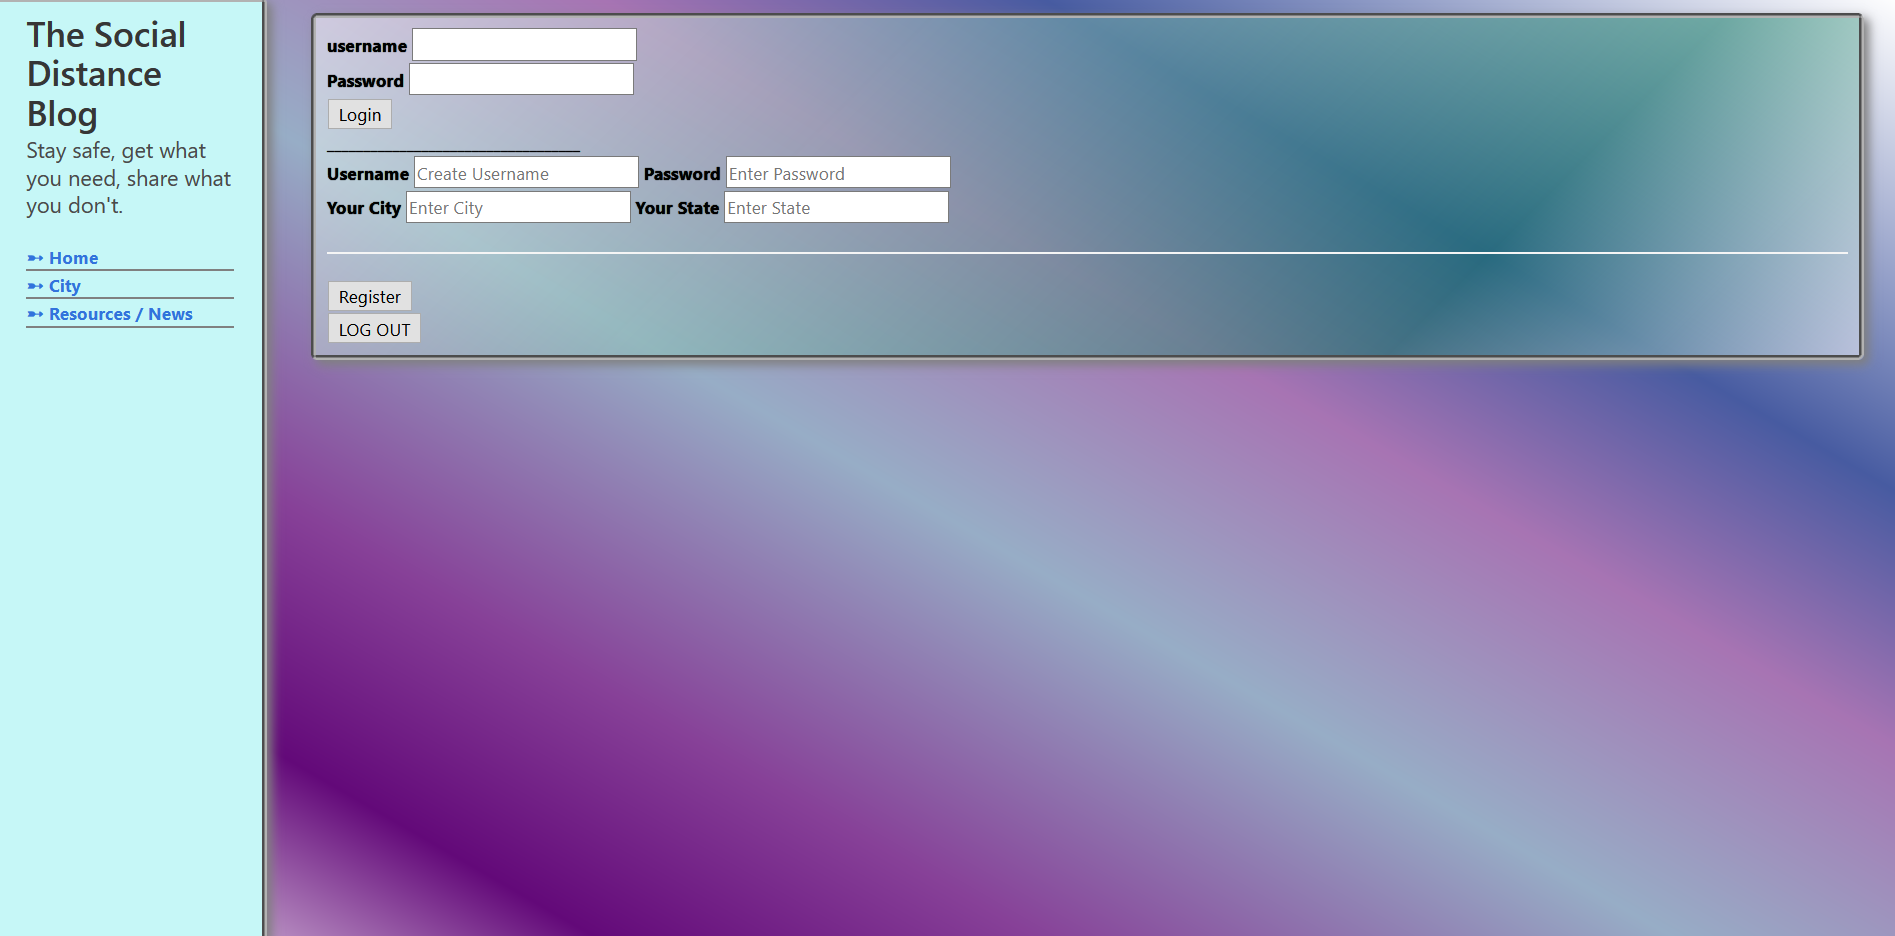 The Social
Distance
Blog
Stay safe, get what
you need, share what
you don't.
➵ Home
➵ City
➵ Resources / News
username
Password
Login
Username Create Username Password Enter Password
Your City Enter City Your State Enter State
Register
LOG OUT